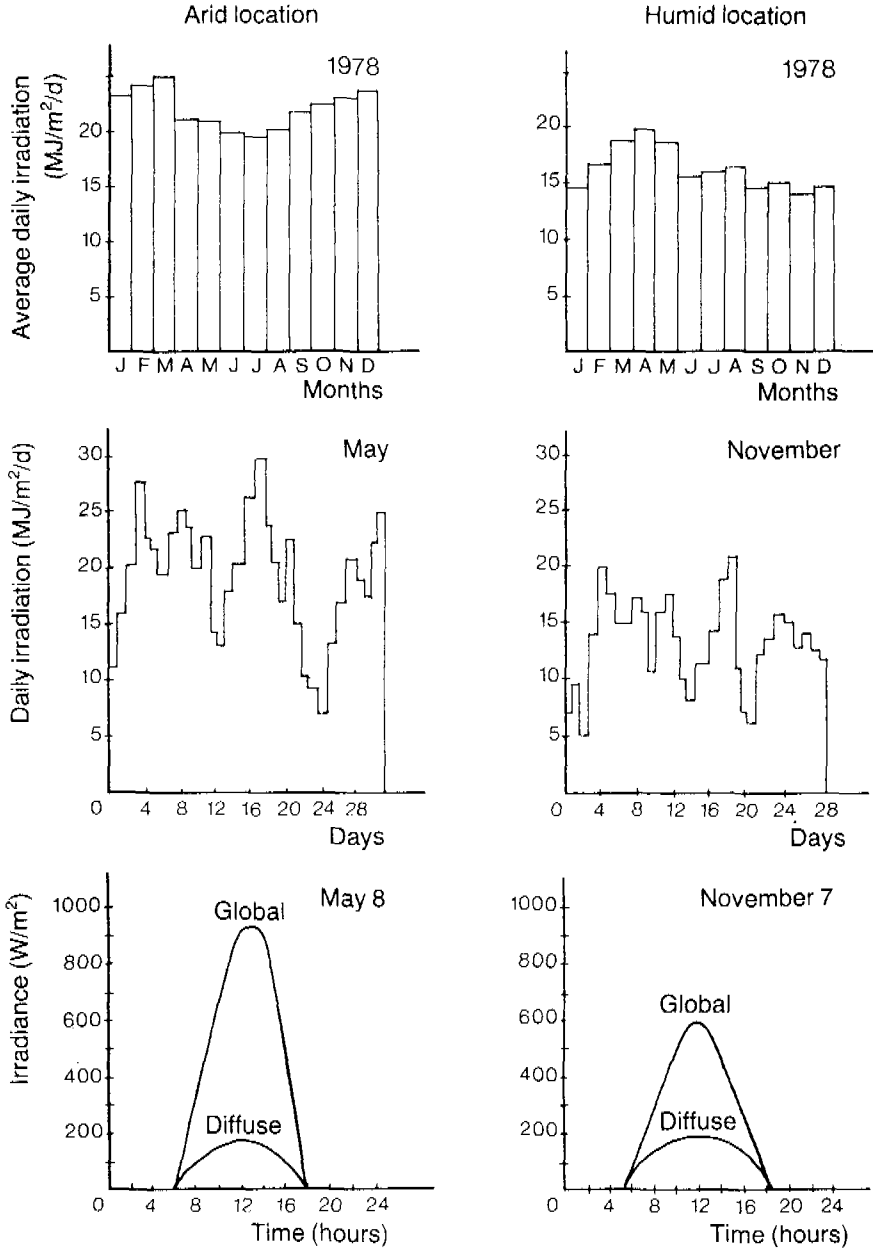 Arid location
Humid location
1978
1978
Average daily irradiation
(MJ/m²/d)
20
15
10
5
20
15
10
5
J F M A M J J A S O N D
J F M A M J J A S O N D
Months
Months
Daily irradiation (MJ/m²/d)
May
November
30
25
20
15
10
5
30
25
20
15
10
5
0 4 8 12 16 20 24 28
0 4 8 12 16 20 24 28
Days
Days
Irradiance (W/m²)
May 8
November 7
1000
800
600
400
200
1000
800
600
400
200
Global
Diffuse
Global
Diffuse
0 4 8 12 16 20 24
0 4 8 12 16 20 24
Time (hours)
Time (hours)